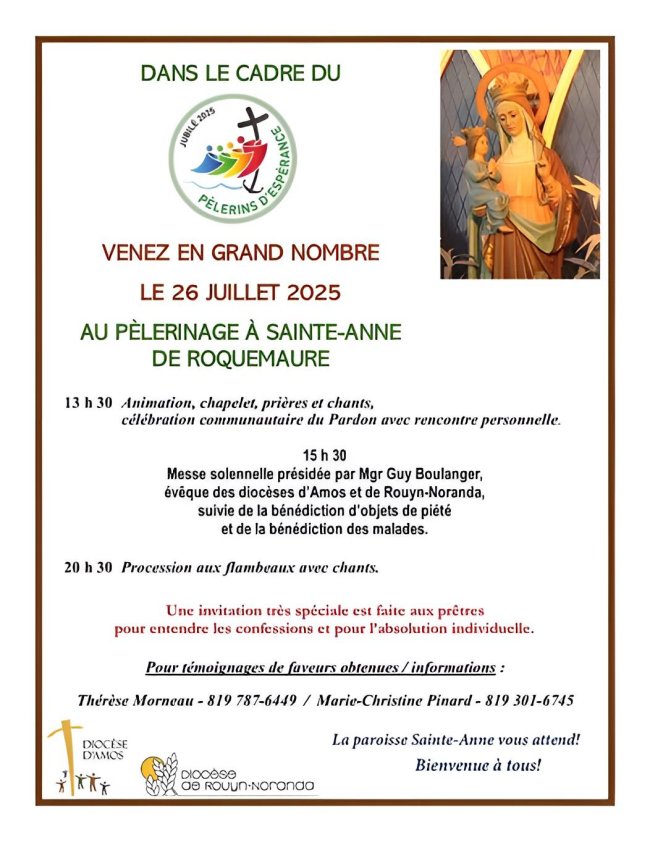 DANS LE CADRE DU
JUBILÉ 2025
PÈLERINS D'ESPÉRANCE
VENEZ EN GRAND NOMBRE
LE 26 JUILLET 2025
AU PÈLERINAGE À SAINTE-ANNE
DE ROQUEMAURE
13 h 30 Animation, chapelet, prières et chants,
célébration communautaire du Pardon avec rencontre personnelle.
15 h 30
Messe solennelle présidée par Mgr Guy Boulanger,
évêque des diocèses d'Amos et de Rouyn-Noranda,
suivie de la bénédiction d'objets de piété
et de la bénédiction des malades.
20 h 30 Procession aux flambeaux avec chants.
Une invitation très spéciale est faite aux prêtres
pour entendre les confessions et pour l'absolution individuelle.
Pour témoignages de faveurs obtenues / informations :
Thérèse Morneau - 819 787-6449 / Marie-Christine Pinard - 819 301-6745
La paroisse Sainte-Anne vous attend!
Bienvenue à tous!
DIOCÈSE
D'AMOS
DIOCÈSE
DE ROUYN-NORANDA